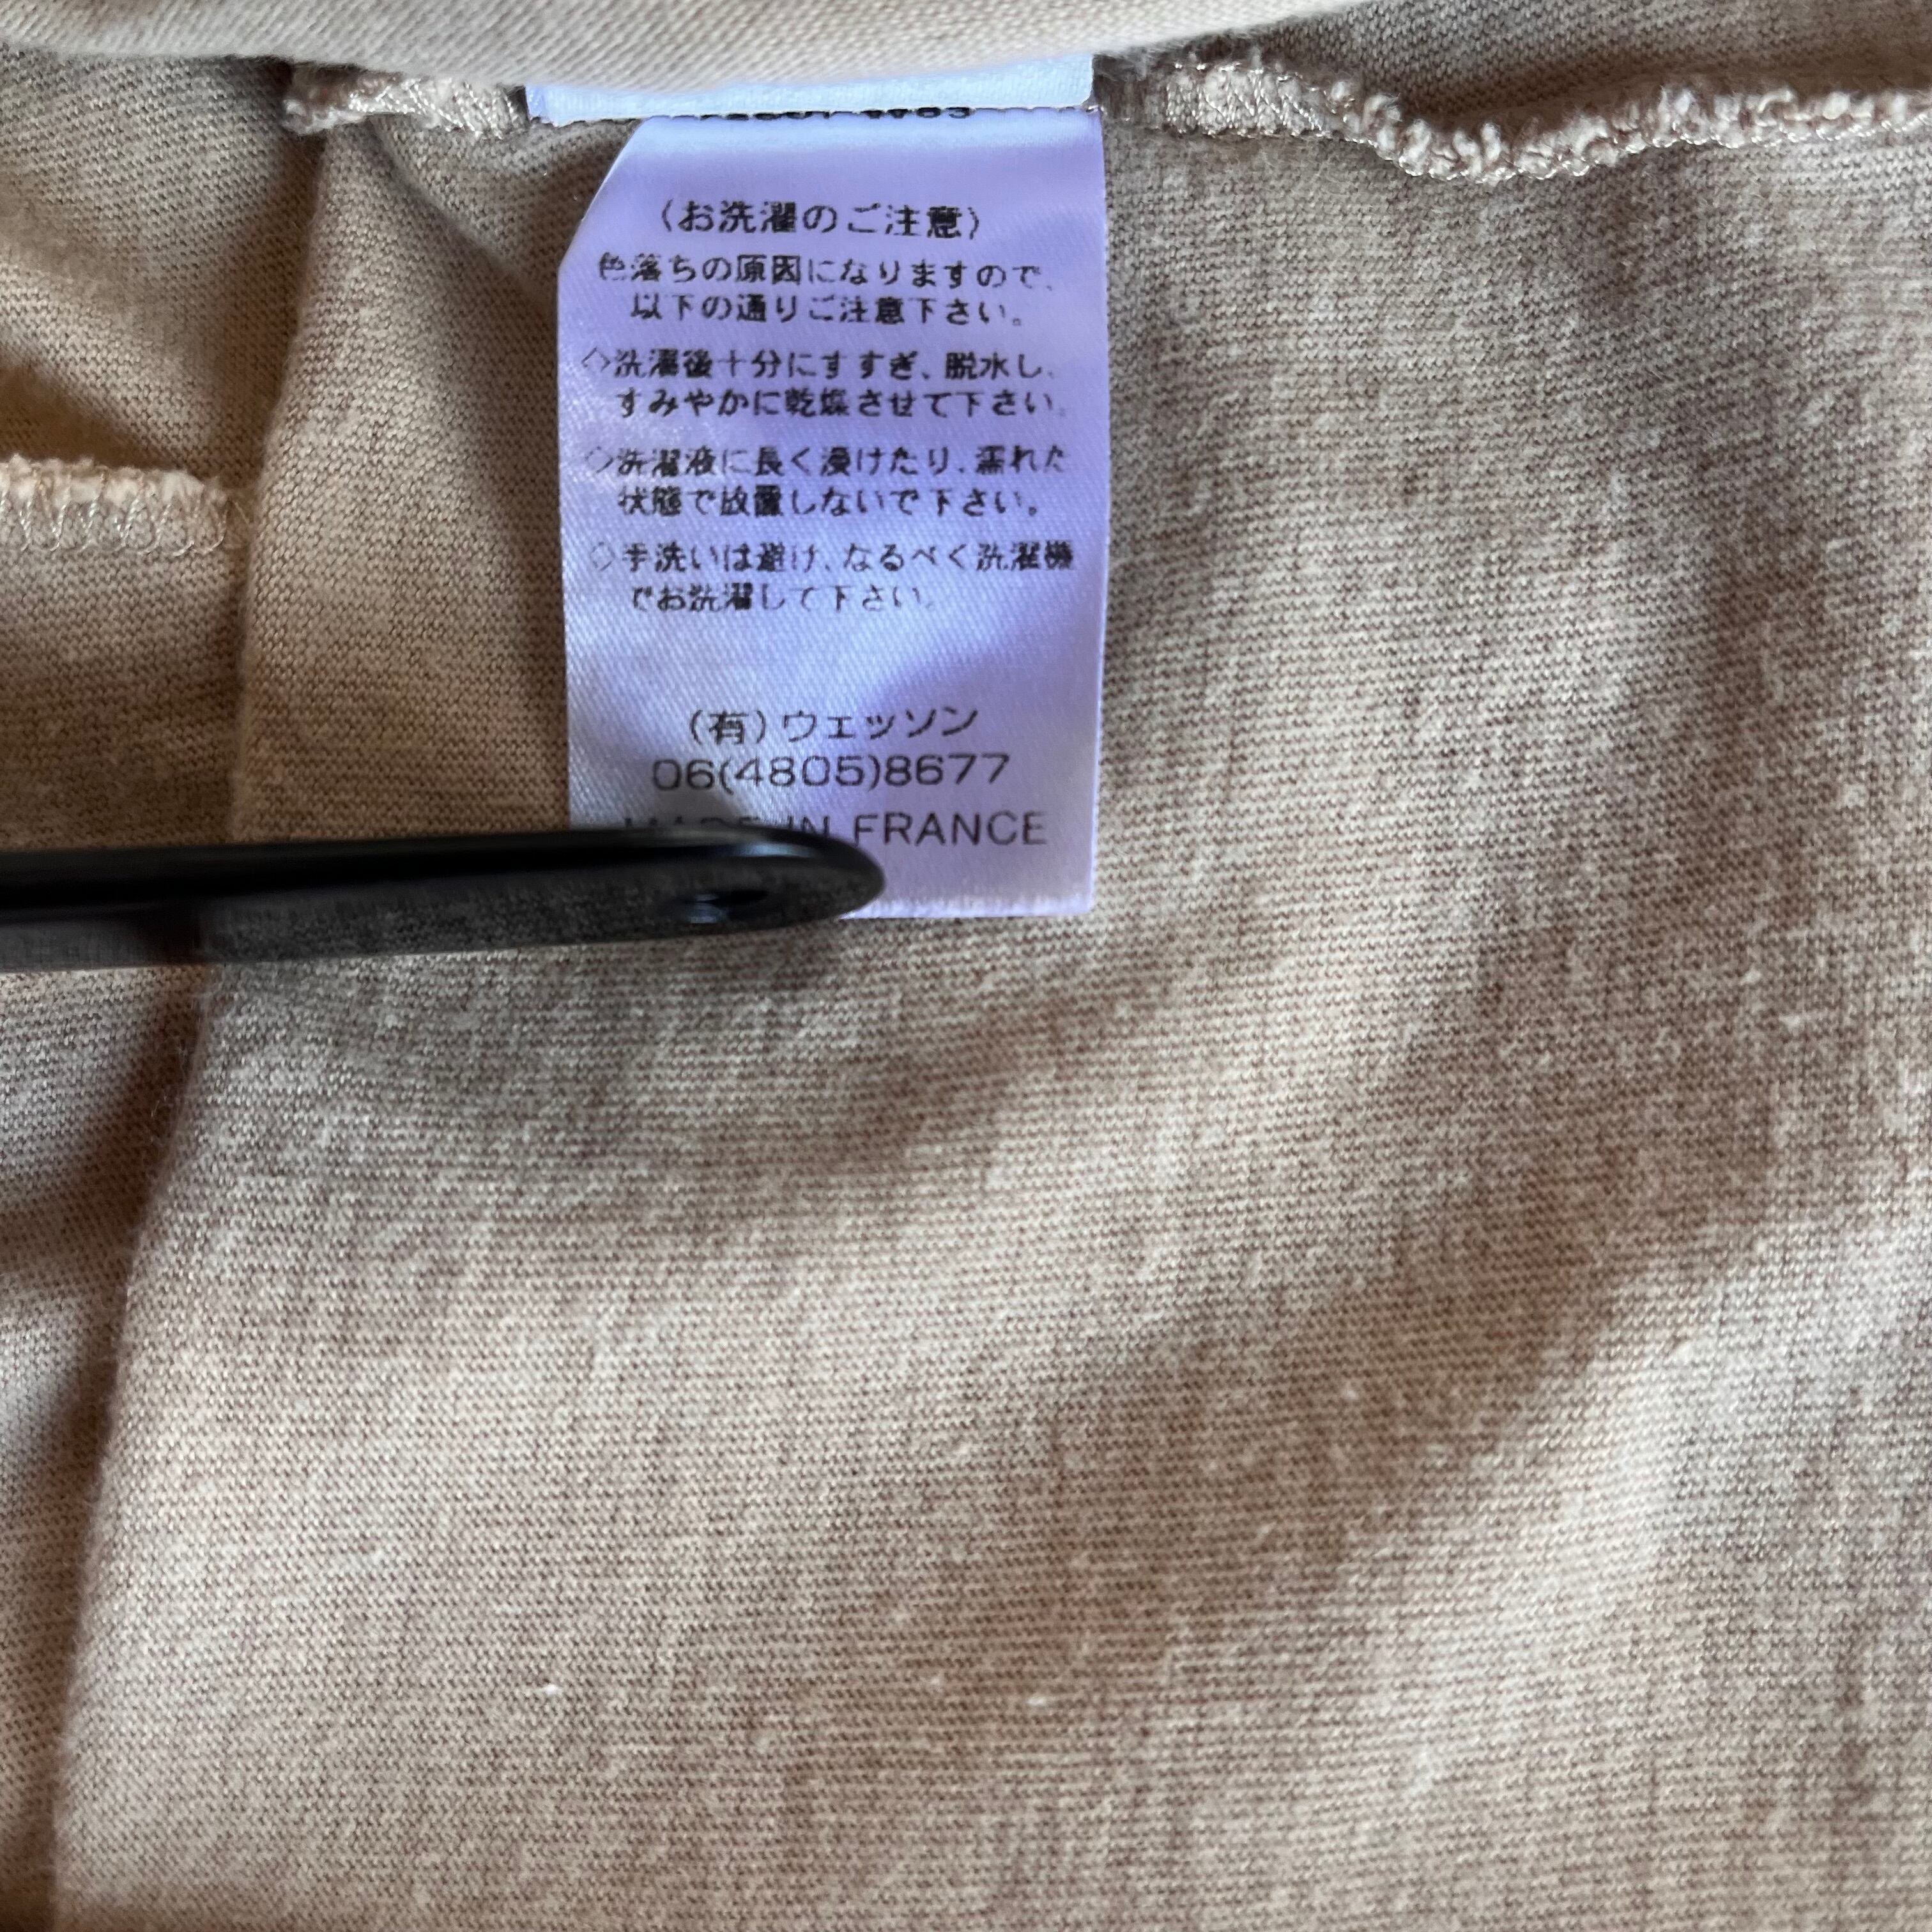 (お洗濯のご注意)
色落ちの原因になりますので、
以下の通りご注意下さい。
◇洗濯後十分にすすぎ、脱水し、
すみやかに乾燥させて下さい。
◇洗濯液に長く浸けたり、濡れた
状態で放置しないで下さい。
◇手洗いは避け、なるべく洗濯機
でお洗濯して下さい。
(有)ウェッソン
06(4805)8677
MADE IN FRANCE